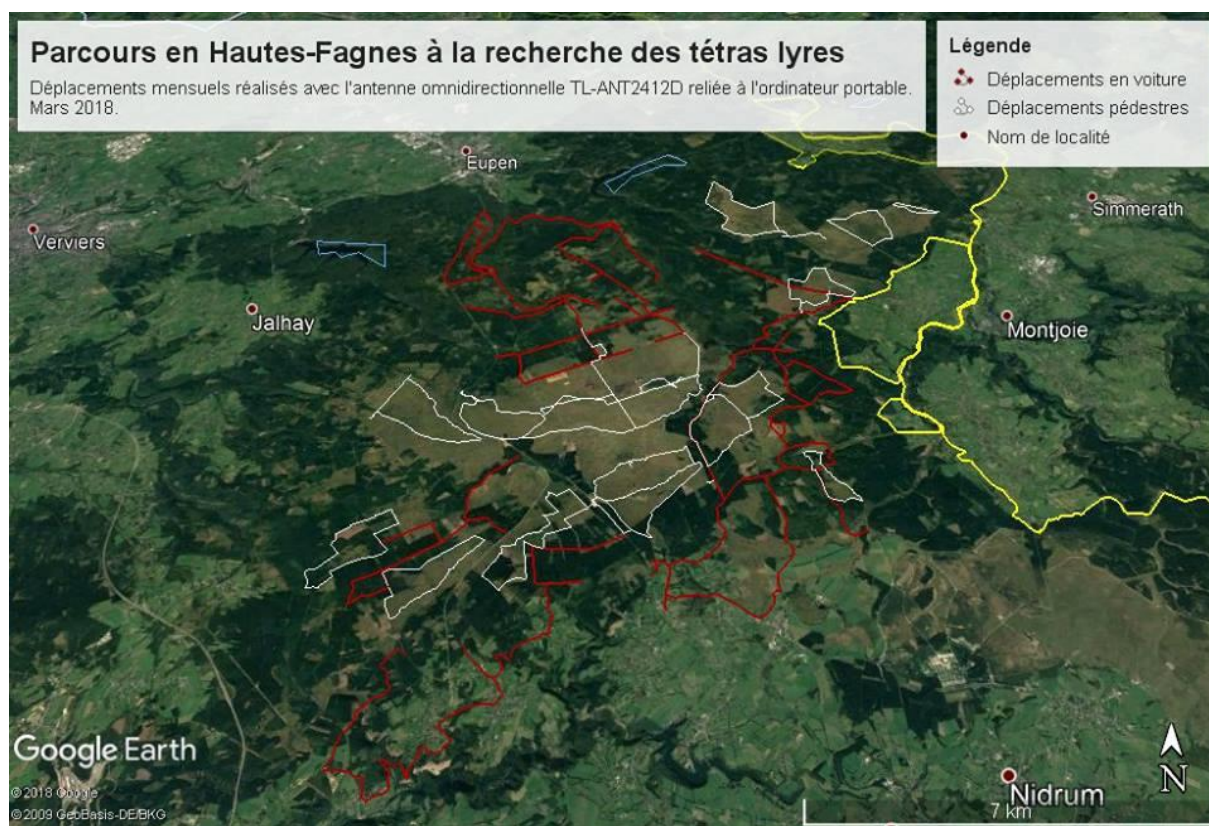 Parcours en Hautes-Fagnes à la recherche des tétras lyres
Déplacements mensuels réalisés avec l'antenne omnidirectionnelle TL-ANT2412D reliée à l'ordinateur portable.
Mars 2018.
Légende
Déplacements en voiture
Déplacements pédestres
Nom de localité
Eupen
Simmerath
Verviers
Jalhay
Montjoie
Google Earth
N
© 2018 Google
© 2009 GeoBasis-DE/BKG
Nidrum
7 km